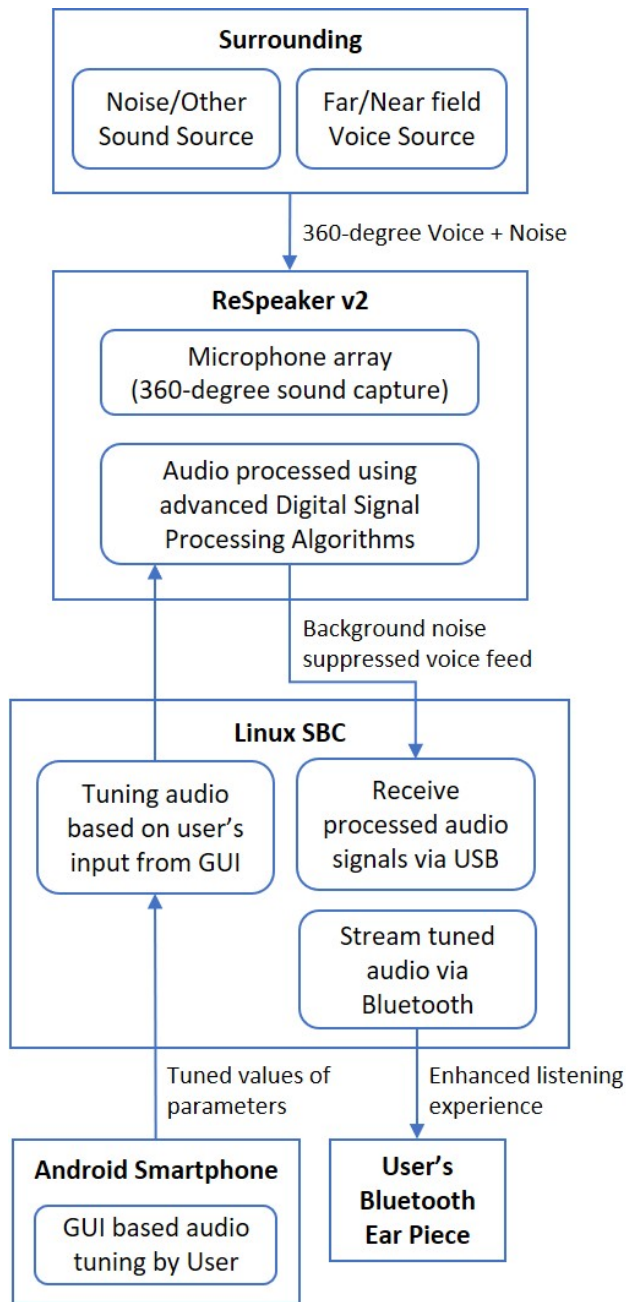 Surrounding
Noise/Other
Sound Source
Far/Near field
Voice Source
360-degree Voice + Noise
ReSpeaker v2
Microphone array
(360-degree sound capture)
Audio processed using
advanced Digital Signal
Processing Algorithms
Background noise
suppressed voice feed
Linux SBC
Tuning audio
based on user’s
input from GUI
Receive
processed audio
signals via USB
Stream tuned
audio via
Bluetooth
Tuned values of
parameters
Enhanced listening
experience
Android Smartphone
GUI based audio
tuning by User
User’s
Bluetooth
Ear Piece